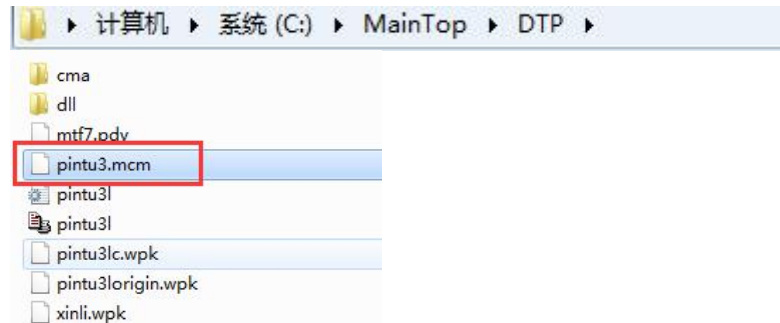 计算机 ▸ 系统 (C:) ▸ MainTop ▸ DTP ▸
cma
dll
mtf7.pdv
pintu3.mcm
pintu3l
pintu3l
pintu3lc.wpk
pintu3lorigin.wpk
xinli.wpk